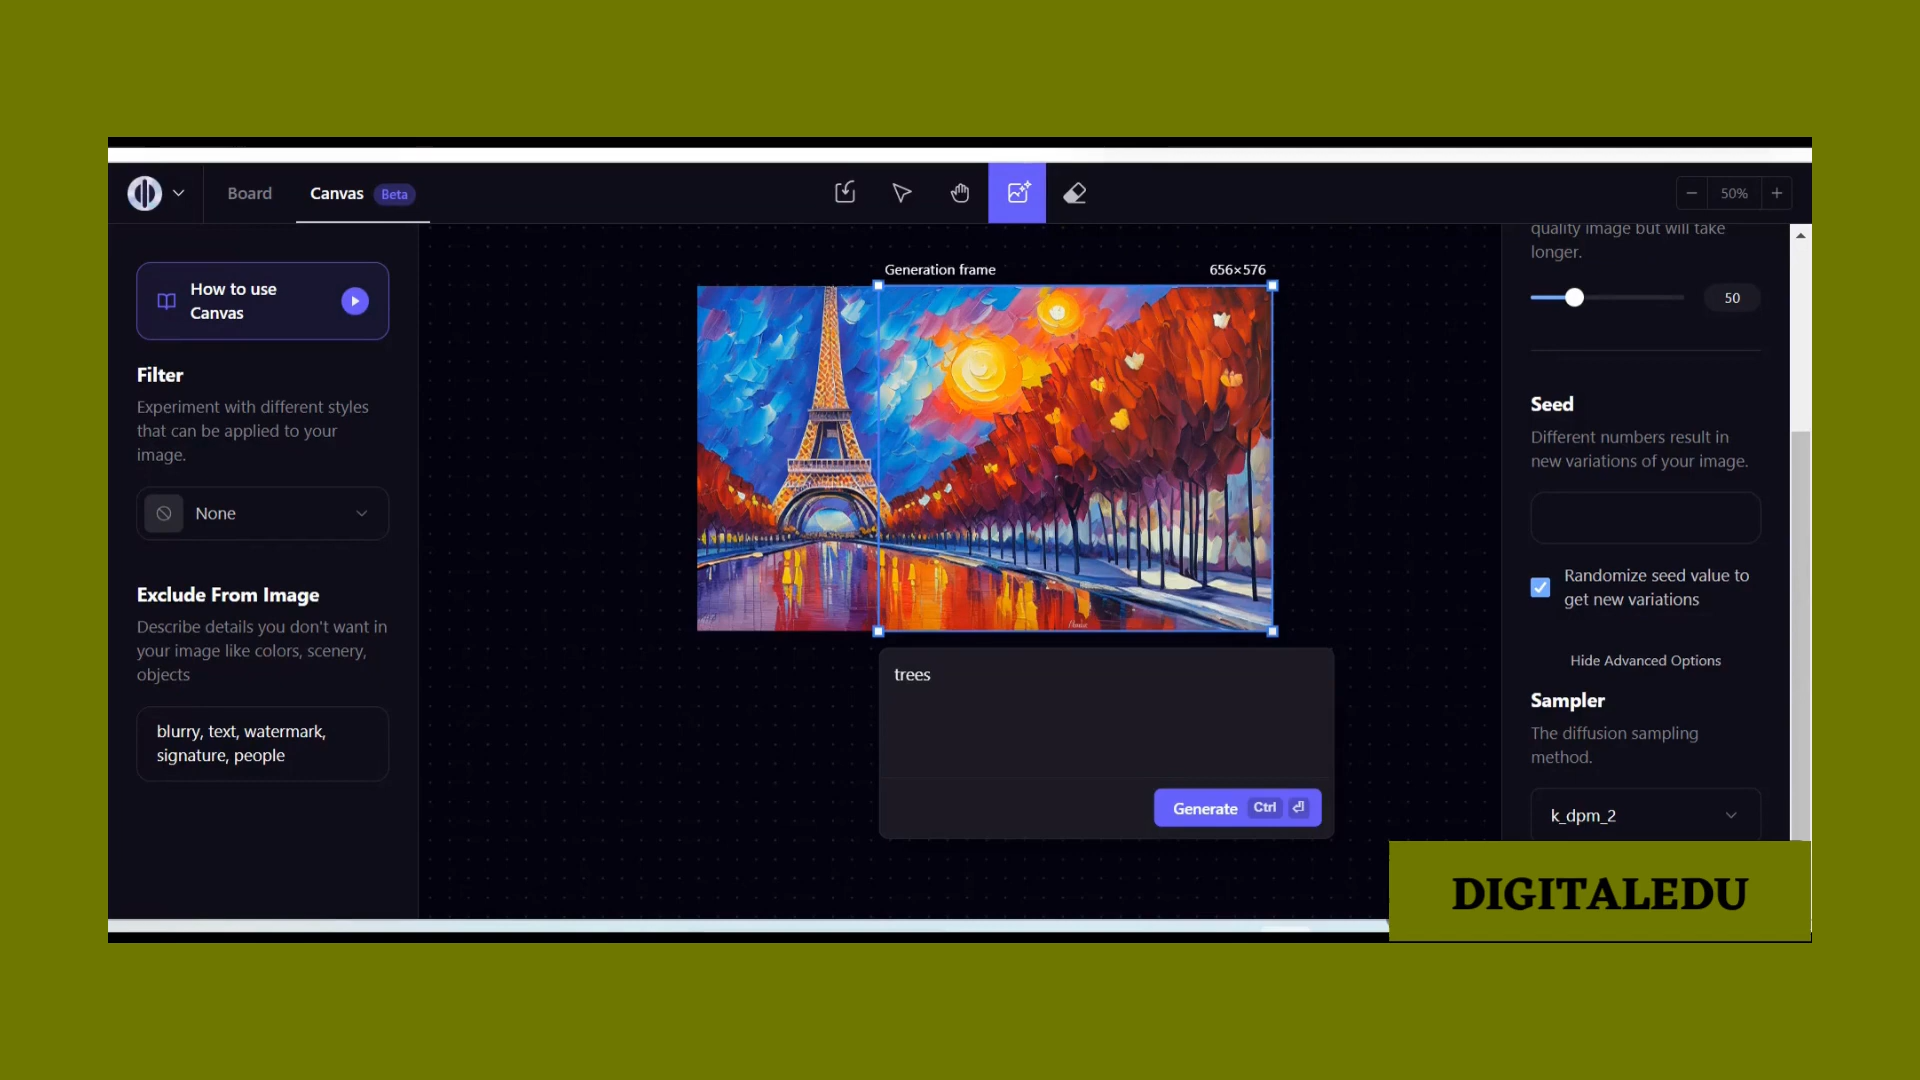 Board
Canvas Beta
50%
How to use
Canvas
Filter
Experiment with different styles
that can be applied to your
image.
None
Exclude From Image
Describe details you don't want in
your image like colors, scenery,
objects
blurry, text, watermark,
signature, people
Generation frame 656×576
trees
Generate Ctrl
quality image but will take
longer.
50
Seed
Different numbers result in
new variations of your image.
Randomize seed value to
get new variations
Hide Advanced Options
Sampler
The diffusion sampling
method.
k_dpm_2
DIGITALEDU